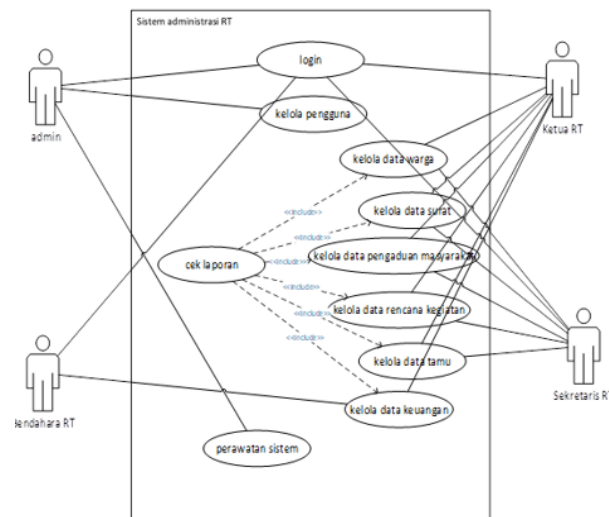 Sistem administrasi RT
login
kelola pengguna
admin
Ketua RT
kelola data warga
<<Include>>
kelola data surat
<<Include>>
kelola data pengaduan masyarakat
cek laporan
<<Include>>
<<Include>>
kelola data rencana kegiatan
<<Include>>
<<Include>>
kelola data tamu
kelola data keuangan
Bendahara RT
Sekretaris RT
perawatan sistem